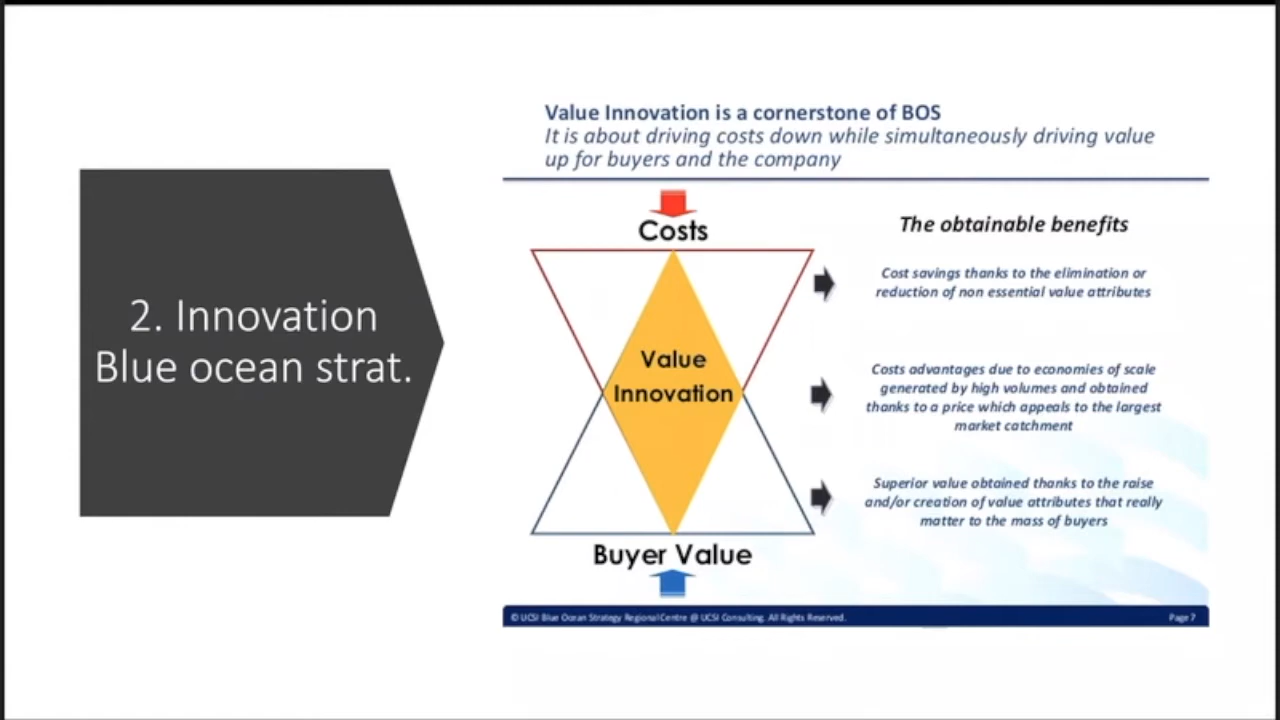 2. Innovation
Blue ocean strat.
Value Innovation is a cornerstone of BOS
It is about driving costs down while simultaneously driving value
up for buyers and the company
Costs
Value
Innovation
Buyer Value
The obtainable benefits
Cost savings thanks to the elimination or
reduction of non essential value attributes
Costs advantages due to economies of scale
generated by high volumes and obtained
thanks to a price which appeals to the largest
market catchment
Superior value obtained thanks to the raise
and/or creation of value attributes that really
matter to the mass of buyers
© UCSI Blue Ocean Strategy Regional Centre @ UCSI Consulting. All Rights Reserved.
Page 7